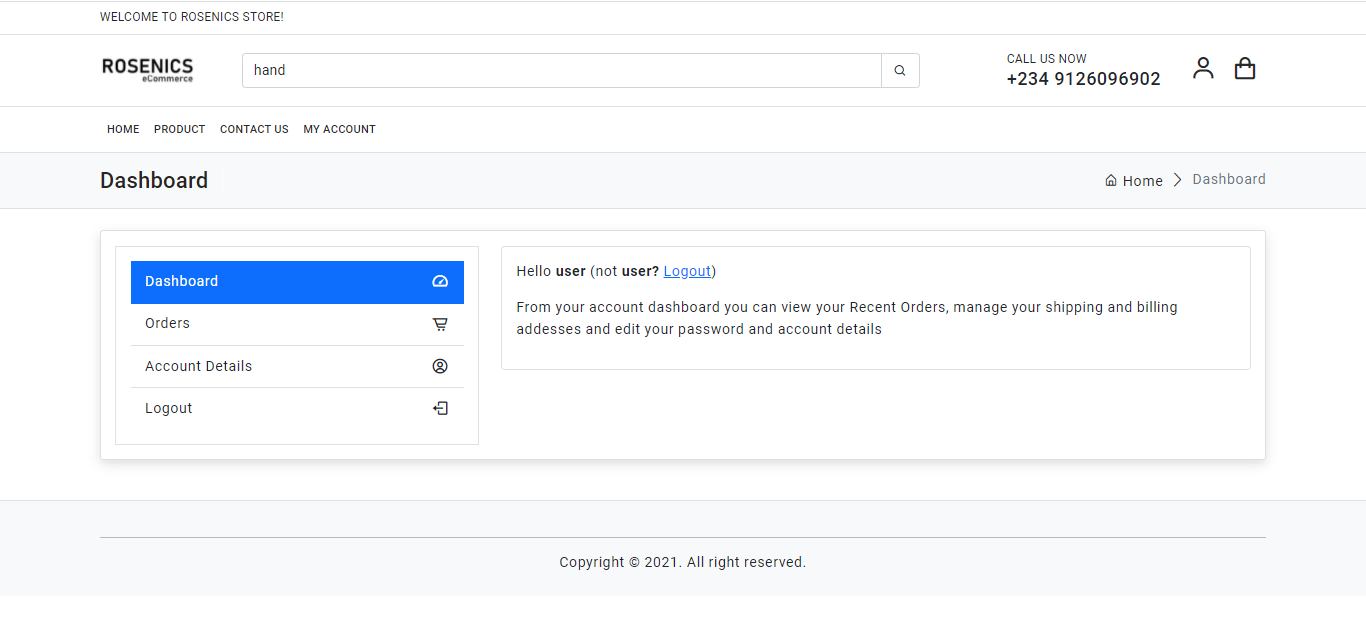 WELCOME TO ROSENICS STORE!
ROSENICS
eCommerce
hand
CALL US NOW
+234 9126096902
HOME PRODUCT CONTACT US MY ACCOUNT
Dashboard
Home Dashboard
Dashboard
Orders
Account Details
Logout
Hello user (not user? Logout)
From your account dashboard you can view your Recent Orders, manage your shipping and billing
addesses and edit your password and account details
Copyright © 2021. All right reserved.